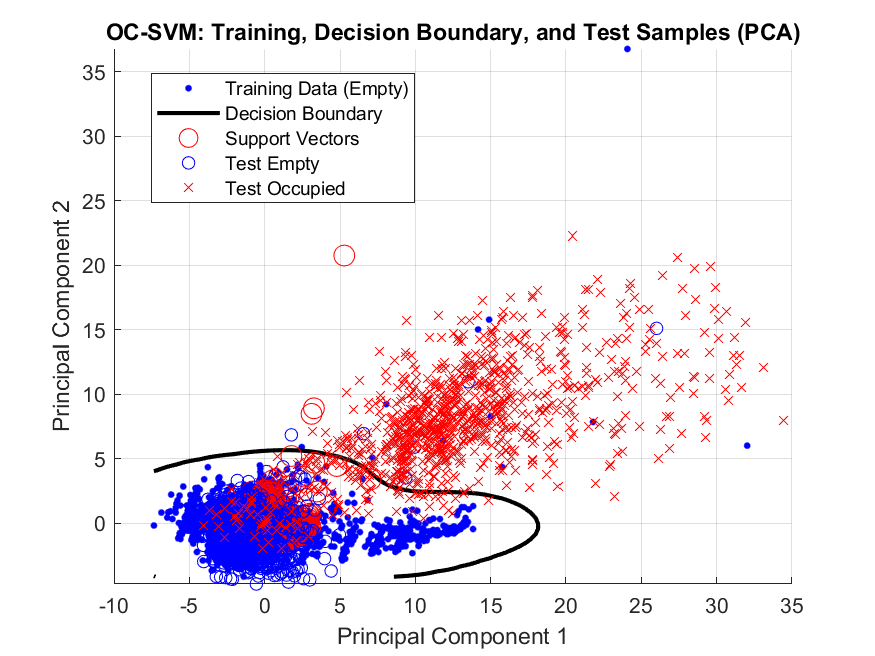 OC-SVM: Training, Decision Boundary, and Test Samples (PCA)
35
30
25
20
15
10
5
0
Principal Component 2
Training Data (Empty)
Decision Boundary
Support Vectors
Test Empty
Test Occupied
-10 -5 0 5 10 15 20 25 30 35
Principal Component 1